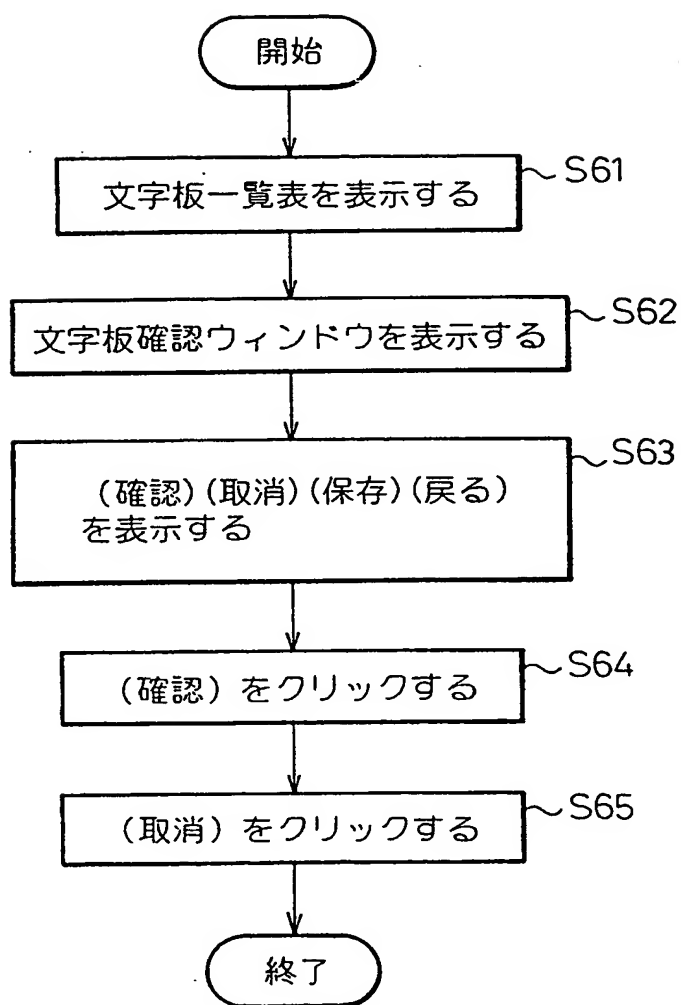 開始
文字板一覧表を表示する
S61
文字板確認ウィンドウを表示する
S62
(確認)(取消)(保存)(戻る)
を表示する
S63
(確認)をクリックする
S64
(取消)をクリックする
S65
終了